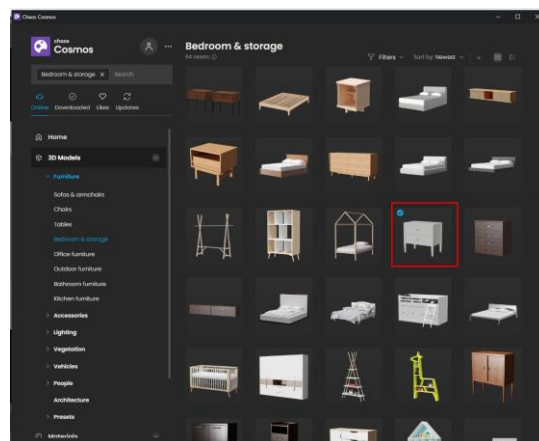 Chaos Cosmos
chaos
Cosmos
Bedroom & storage
Search
Online
Downloaded
Liked
Updates
Home
3D Models
Furniture
Sofas & armchairs
Chairs
Tables
Bedroom & storage
Office furniture
Outdoor furniture
Bathroom furniture
Kitchen furniture
Accessories
Lighting
Vegetation
Vehicles
People
Architecture
Presets
Materials
Bedroom & storage
64 assets
Filters
Sort by: Newest